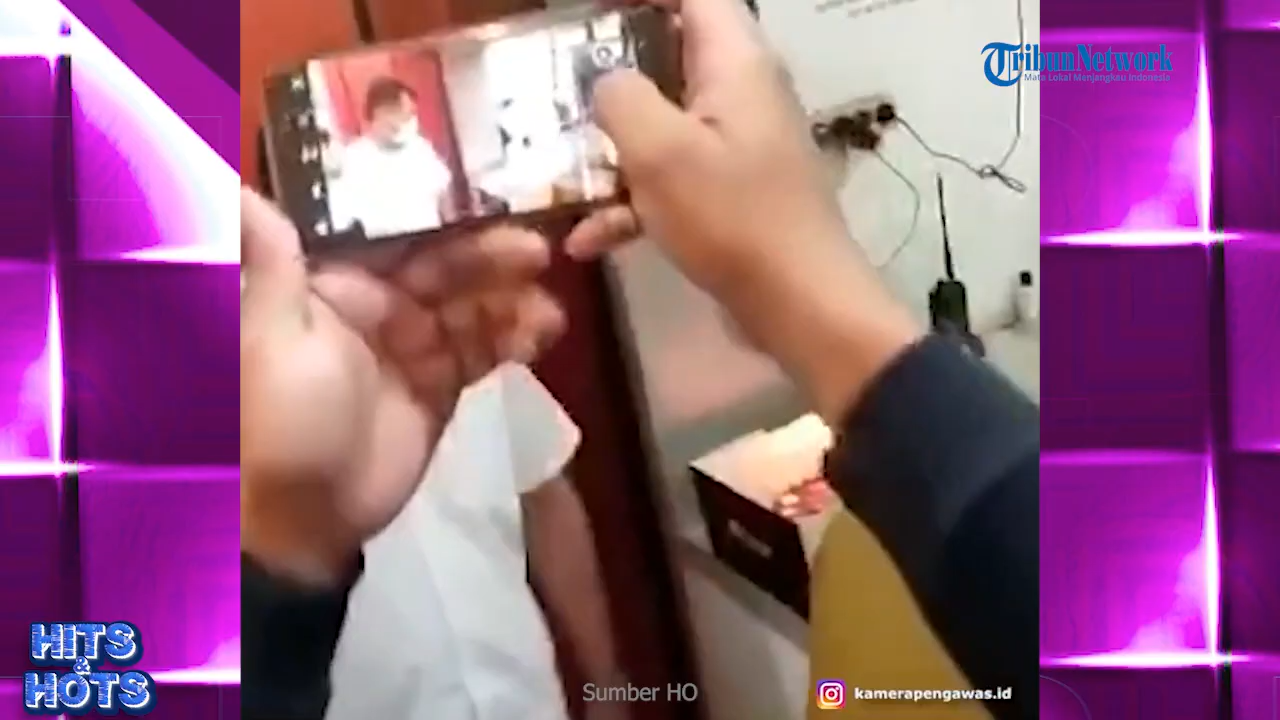 TribunNetwork
Mata Lokal Menjangkau Indonesia
HITS
&
HOTS
Sumber HO
kamerapengawas.id